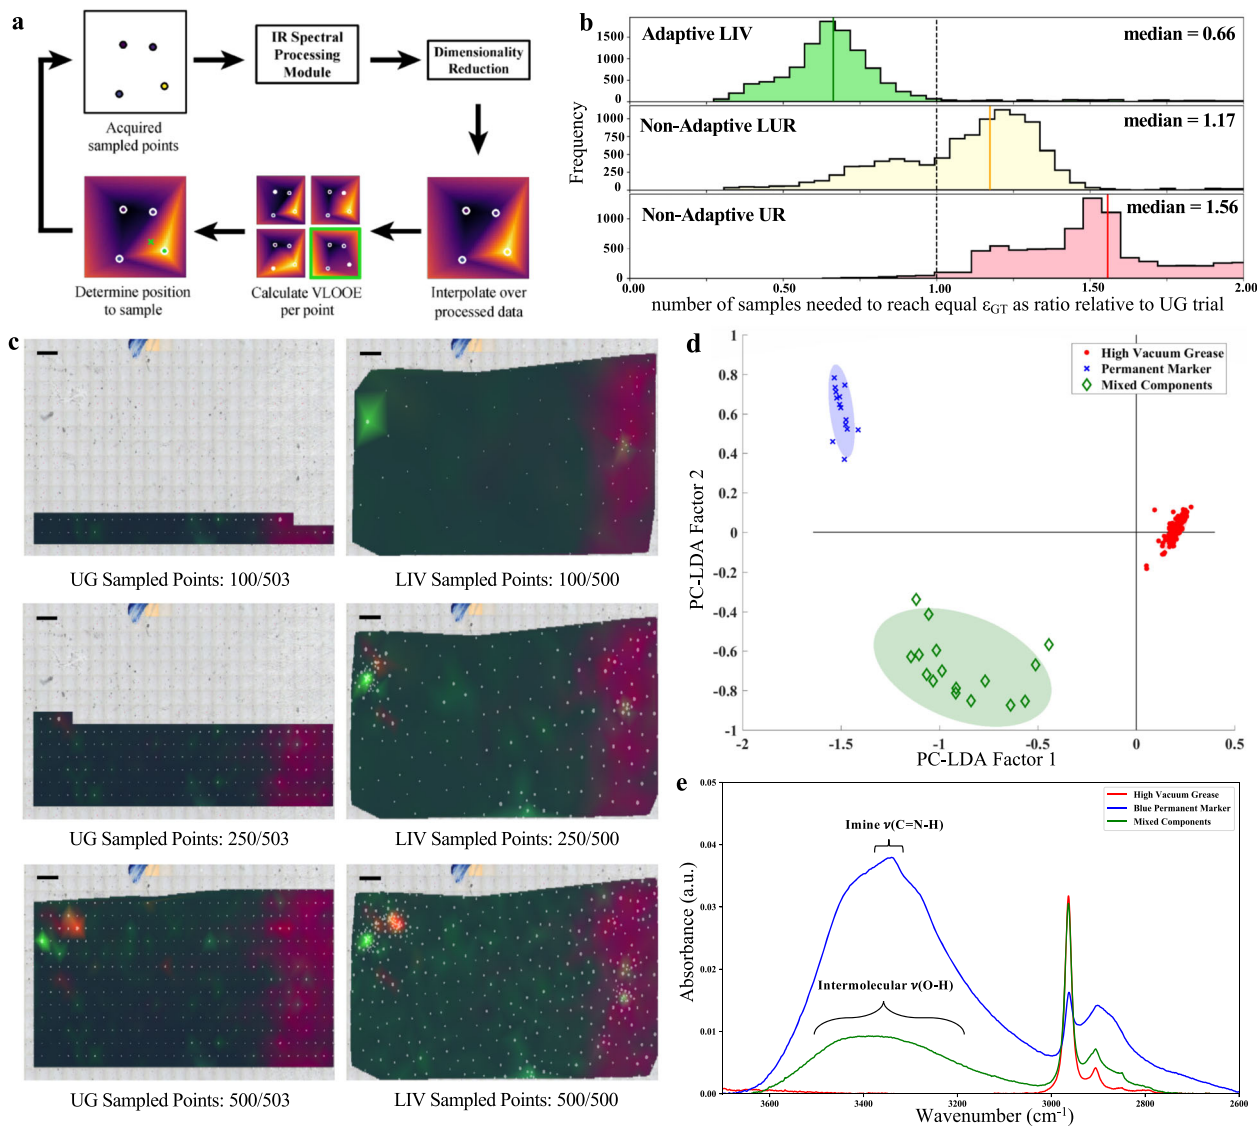 a
Acquired
sampled points
IR Spectral
Processing
Module
Dimensionality
Reduction
Determine position
to sample
Calculate VLOOE
per point
Interpolate over
processed data
b
Frequency
1500
1000
500
0
Adaptive LIV
median = 0.66
1000
750
500
250
0
Non-Adaptive LUR
median = 1.17
1000
500
0
Non-Adaptive UR
median = 1.56
0.00
0.50
1.00
1.50
2.00
number of samples needed to reach equal εGT as ratio relative to UG trial
c
UG Sampled Points: 100/503
LIV Sampled Points: 100/500
UG Sampled Points: 250/503
LIV Sampled Points: 250/500
UG Sampled Points: 500/503
LIV Sampled Points: 500/500
d
High Vacuum Grease
Permanent Marker
Mixed Components
PC-LDA Factor 2
1
0.8
0.6
0.4
0.2
0
-0.2
-0.4
-0.6
-0.8
-1
-2
-1.5
-1
-0.5
0
0.5
PC-LDA Factor 1
e
High Vacuum Grease
Blue Permanent Marker
Mixed Components
Imine ν(C=N-H)
Intermolecular ν(O-H)
Absorbance (a.u.)
0.05
0.04
0.03
0.02
0.01
0.00
3600
3400
3200
3000
2800
2600
Wavenumber (cm-1)